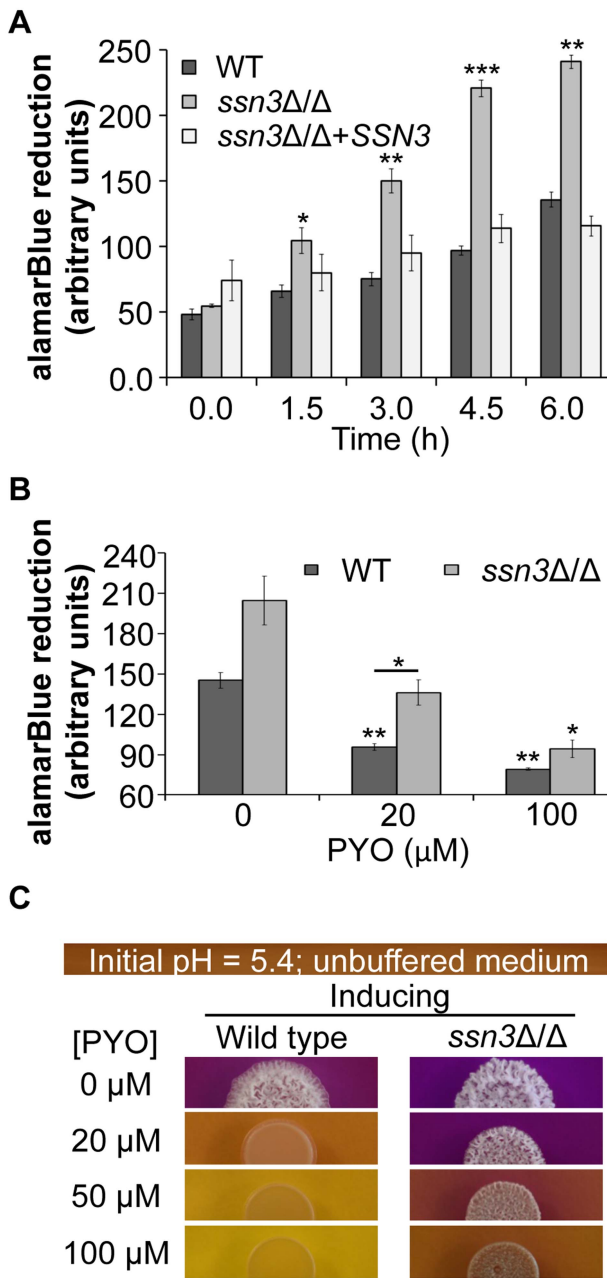 A
alamarBlue reduction
(arbitrary units)
250
200
150
100
50
0.0
WT
ssn3Δ/Δ
ssn3Δ/Δ+SSN3
*
**
***
**
0.0 1.5 3.0 4.5 6.0
Time (h)
B
alamarBlue reduction
(arbitrary units)
240
210
180
150
120
90
60
WT ssn3Δ/Δ
**
*
**
*
0 20 100
PYO (µM)
C
Initial pH = 5.4; unbuffered medium
Inducing
[PYO] Wild type ssn3Δ/Δ
0 µM
20 µM
50 µM
100 µM